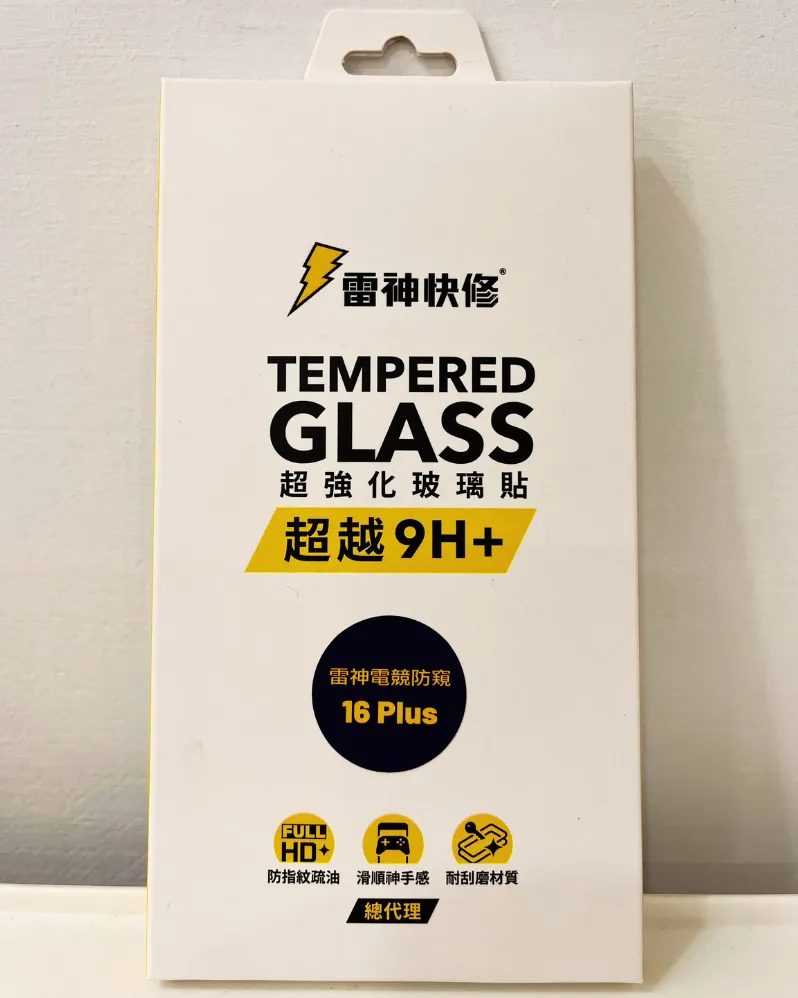 雷神快修®
TEMPERED
GLASS
超強化玻璃貼
超越9H+
雷神電競防窺
16 Plus
FULL
HD+
防指紋疏油 滑順神手感 耐刮磨材質
總代理